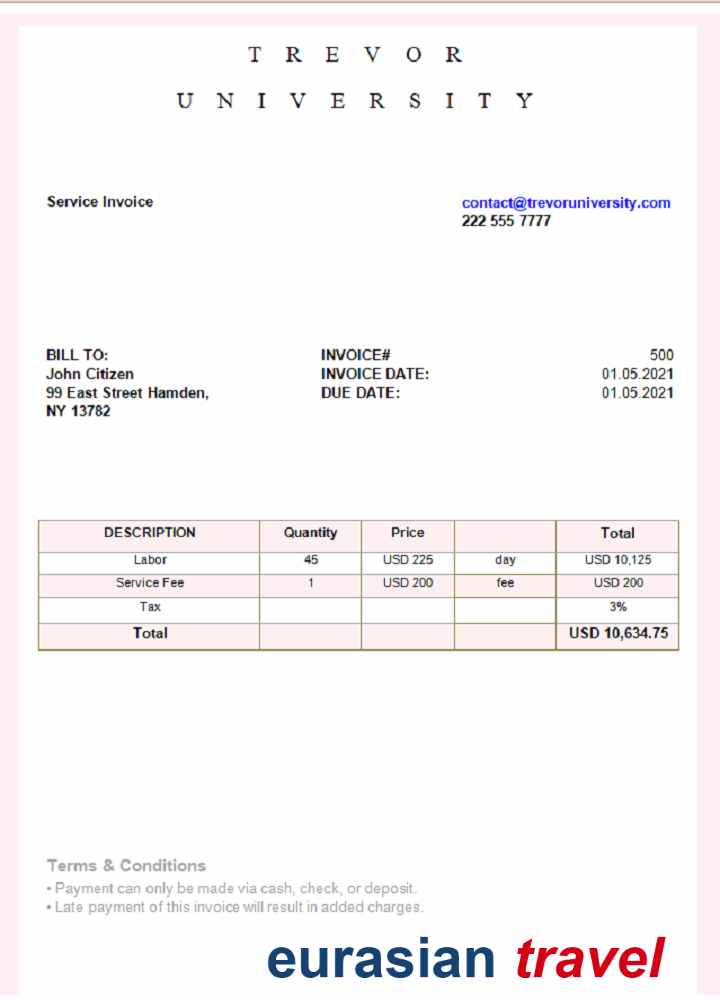 TREVOR
UNIVERSITY
Service Invoice
contact@trevoruniversity.com
222 555 7777
BILL TO:
John Citizen
99 East Street Hamden,
NY 13782
INVOICE# 500
INVOICE DATE: 01.05.2021
DUE DATE: 01.05.2021
DESCRIPTION Quantity Price Total
Labor 45 USD 225 day USD 10,125
Service Fee 1 USD 200 fee USD 200
Tax 3%
Total USD 10,634.75
Terms & Conditions
• Payment can only be made via cash, check, or deposit.
• Late payment of this invoice will result in added charges.
eurasian travel